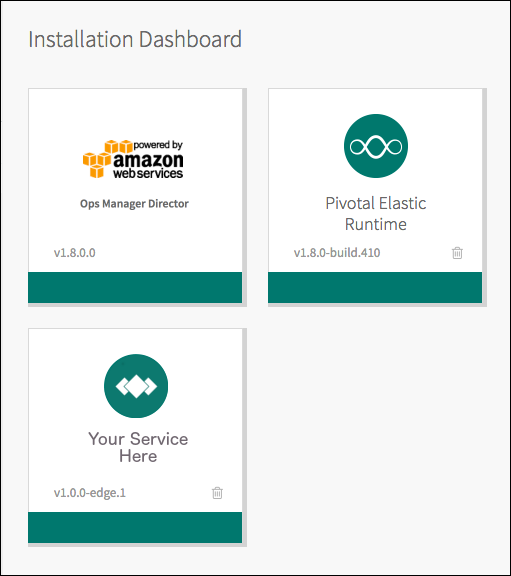 Installation Dashboard
powered by
amazon
web services
Ops Manager Director
v1.8.0.0
Pivotal Elastic
Runtime
v1.8.0-build.410
Your Service
Here
v1.0.0-edge.1